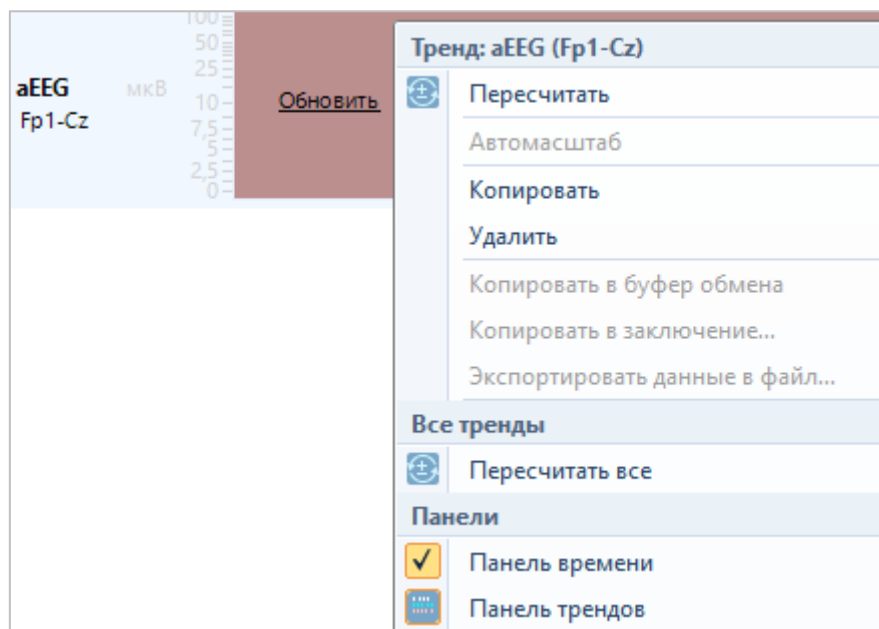 100
50
25
aEEG мкВ
10
Fp1-Cz
7,5
5
2,5
0
Обновить
Тренд: aEEG (Fp1-Cz)
Пересчитать
Автомасштаб
Копировать
Удалить
Копировать в буфер обмена
Копировать в заключение...
Экспортировать данные в файл...
Все тренды
Пересчитать все
Панели
Панель времени
Панель трендов